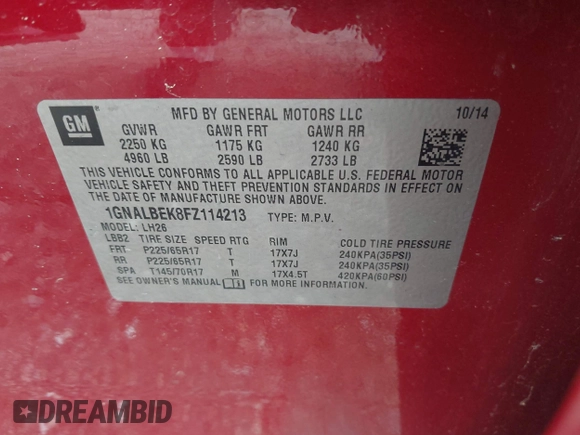 GM
MFD BY GENERAL MOTORS LLC 10/14
GVWR GAWR FRT GAWR RR
2250 KG 1175 KG 1240 KG
4960 LB 2590 LB 2733 LB
THIS VEHICLE CONFORMS TO ALL APPLICABLE U.S. FEDERAL MOTOR
VEHICLE SAFETY AND THEFT PREVENTION STANDARDS IN EFFECT ON
THE DATE OF MANUFACTURE SHOWN ABOVE.
1GNALBEK8FZ114213 TYPE: M.P.V.
MODEL: LH26
LBB2 TIRE SIZE SPEED RTG RIM COLD TIRE PRESSURE
FRT P225/65R17 T 17X7J 240KPA(35PSI)
RR P225/65R17 T 17X7J 240KPA(35PSI)
SPA T145/70R17 M 17X4.5T 420KPA(60PSI)
SEE OWNER'S MANUAL FOR MORE INFORMATION.
DREAMBID